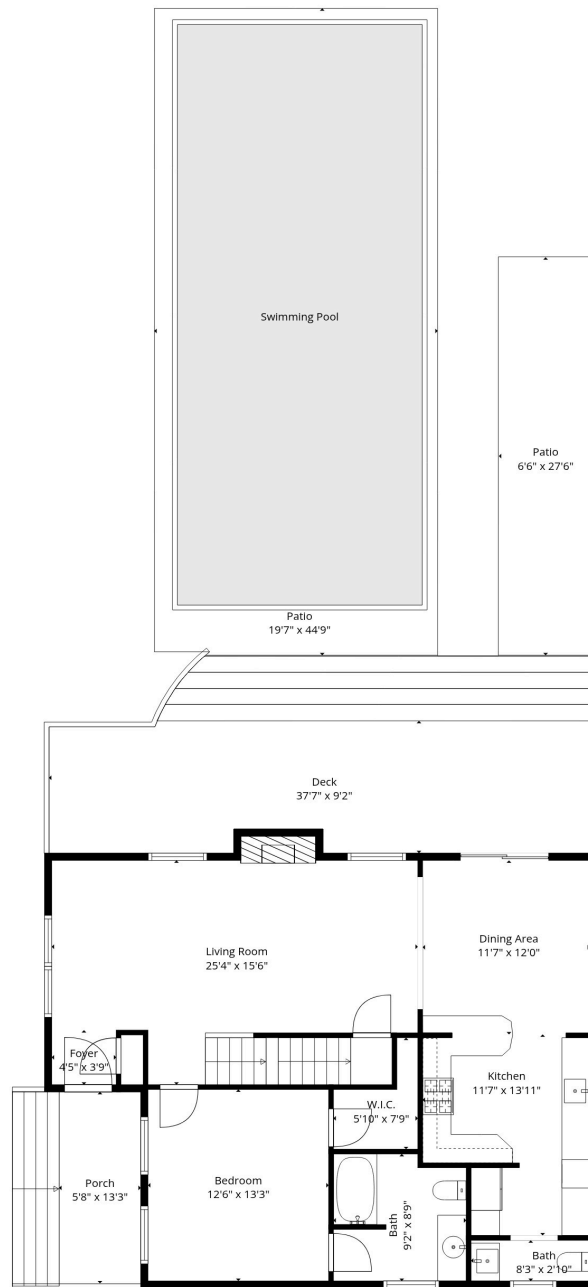 Swimming Pool
Patio
6'6" x 27'6"
Patio
19'7" x 44'9"
Deck
37'7" x 9'2"
Living Room
25'4" x 15'6"
Dining Area
11'7" x 12'0"
Foyer
4'5" x 3'9"
Kitchen
11'7" x 13'11"
W.I.C.
5'10" x 7'9"
Porch
5'8" x 13'3"
Bedroom
12'6" x 13'3"
Bath
9'2" x 8'9"
Bath
8'3" x 2'10"